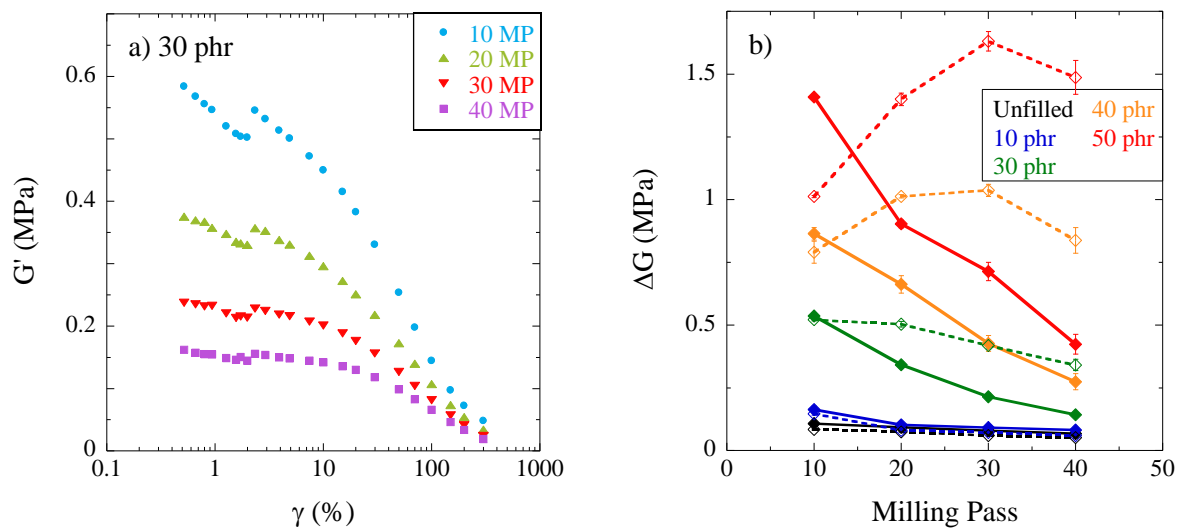 a) 30 phr
10 MP
20 MP
30 MP
40 MP
G' (MPa)
0.6
0.4
0.2
0
0.1
1
10
100
1000
γ (%)
b)
Unfilled
40 phr
10 phr
50 phr
30 phr
ΔG (MPa)
1.5
1
0.5
0
0
10
20
30
40
50
Milling Pass